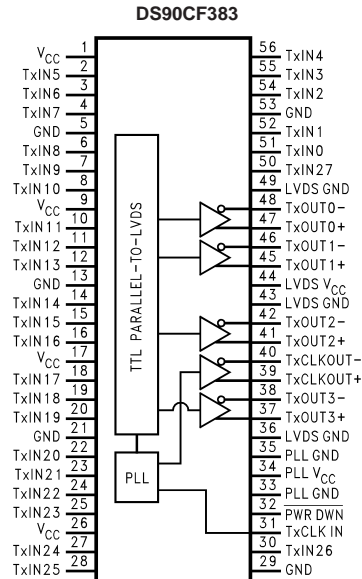 DS90CF383
VCC 1
TxIN5 2
TxIN6 3
TxIN7 4
GND 5
TxIN8 6
TxIN9 7
TxIN10 8
VCC 9
TxIN11 10
TxIN12 11
TxIN13 12
GND 13
TxIN14 14
TxIN15 15
TxIN16 16
VCC 17
TxIN17 18
TxIN18 19
TxIN19 20
GND 21
TxIN20 22
TxIN21 23
TxIN22 24
TxIN23 25
VCC 26
TxIN24 27
TxIN25 28
TTL PARALLEL-TO-LVDS
PLL
56 TxIN4
55 TxIN3
54 TxIN2
53 GND
52 TxIN1
51 TxIN0
50 TxIN27
49 LVDS GND
48 TxOUT0-
47 TxOUT0+
46 TxOUT1-
45 TxOUT1+
44 LVDS VCC
43 LVDS GND
42 TxOUT2-
41 TxOUT2+
40 TxCLKOUT-
39 TxCLKOUT+
38 TxOUT3-
37 TxOUT3+
36 LVDS GND
35 PLL GND
34 PLL VCC
33 PLL GND
32 PWR DWN
31 TxCLK IN
30 TxIN26
29 GND